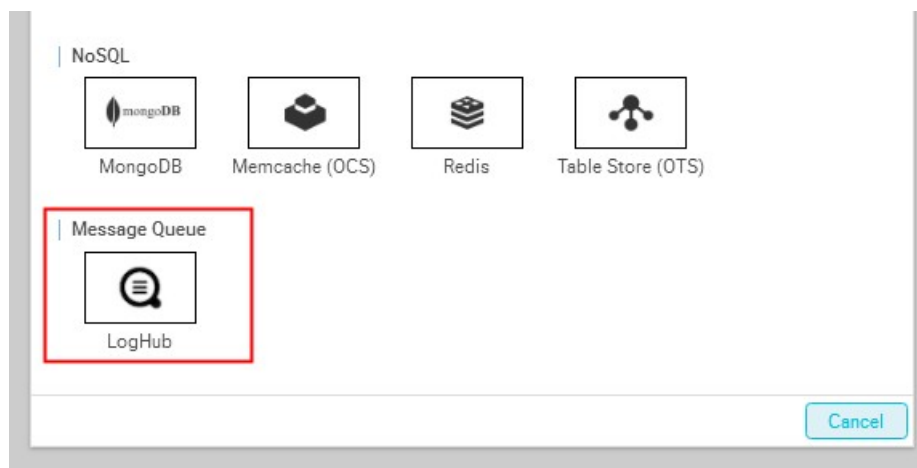 NoSQL
mongoDB
MongoDB Memcache (OCS) Redis Table Store (OTS)
Message Queue
LogHub
Cancel